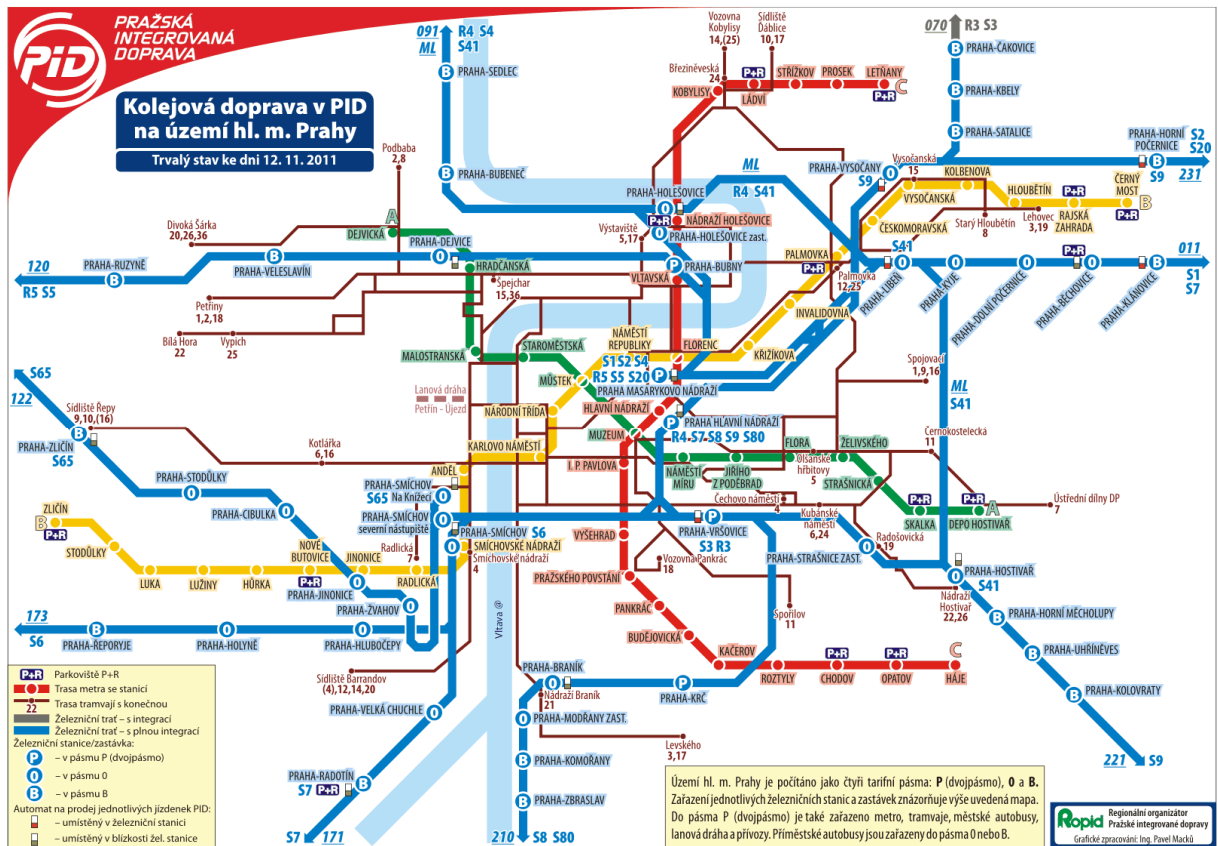 PiD
PRAŽSKÁ
INTEGROVANÁ
DOPRAVA
Kolejová doprava v PID
na území hl. m. Prahy
Trvalý stav ke dni 12. 11. 2011
091
ML
R4 S4
S41
PRAHA-SEDLEC
PRAHA-BUBENEČ
Vozovna
Kobylisy
14,(25)
Sídliště
Ďáblice
10,17
Březiněveská
24
KOBYLISY
P+R
LÁDVÍ
STŘÍŽKOV
PROSEK
LETŇANY
P+R
C
070
R3 S3
PRAHA-ČAKOVICE
PRAHA-KBELY
PRAHA-SATALICE
PRAHA-HORNÍ
POČERNICE
S2
S20
S9
231
Podbaba
2,8
Divoká Šárka
20,26,36
A
DEJVICKÁ
PRAHA-DEJVICE
HRADČANSKÁ
PRAHA-HOLEŠOVICE
P+R
NÁDRAŽÍ HOLEŠOVICE
PRAHA-HOLEŠOVICE zast.
Výstaviště
5,17
ML
R4 S41
PRAHA-VYSOČANY
S9
Vysočanská
15
KOLBENOVA
VYSOČANSKÁ
HLOUBĚTÍN
P+R
RAJSKÁ
ZAHRADA
ČERNÝ
MOST
P+R
B
Starý Hloubětín
8
Lehovec
3,19
ČESKOMORAVSKÁ
120
R5 S5
PRAHA-RUZYNĚ
PRAHA-VELESLAVÍN
PRAHA-BUBNY
VLTAVSKÁ
PALMOVKA
P+R
Palmovka
12,25
S41
PRAHA-LIBEŇ
PRAHA-KYJE
PRAHA-DOLNÍ POČERNICE
P+R
PRAHA-BĚCHOVICE
PRAHA-KLÁNOVICE
011
S1
S7
Petřiny
1,2,18
Špejchar
15,36
Bílá Hora
22
Vypich
25
INVALIDOVNA
KŘIŽÍKOVA
MALOSTRANSKÁ
STAROMĚSTSKÁ
NÁMĚSTÍ
REPUBLIKY
FLORENC
S1 S2 S4
R5 S5 S20
PRAHA MASARYKOVO NÁDRAŽÍ
MŮSTEK
HLAVNÍ NÁDRAŽÍ
PRAHA HLAVNÍ NÁDRAŽÍ
R4 S7 S8 S9 S80
MUZEUM
Spojovací
1,9,16
ML
S41
S65
122
Sídliště Řepy
9,10,(16)
PRAHA-ZLIČÍN
S65
Lanová dráha
Petřín - Újezd
NÁRODNÍ TŘÍDA
KARLOVO NÁMĚSTÍ
Kotlářka
6,16
ANDĚL
I. P. PAVLOVA
NÁMĚSTÍ
MÍRU
JIŘÍHO
Z PODĚBRAD
FLORA
Olšanské
hřbitovy
5
ŽELIVSKÉHO
STRAŠNICKÁ
Černokostelecká
11
PRAHA-STODŮLKY
PRAHA-CIBULKA
PRAHA-SMÍCHOV
S65 Na Knížecí
PRAHA-SMÍCHOV
severní nástupiště
PRAHA-SMÍCHOV
S6
SMÍCHOVSKÉ NÁDRAŽÍ
Smíchovské nádraží
4
Čechovo náměstí
4
Kubánské
náměstí
6,24
P+R
SKALKA
P+R
DEPO HOSTIVAŘ
A
Ústřední dílny DP
7
B
ZLIČÍN
P+R
STODŮLKY
LUKA
LUŽINY
HŮRKA
NOVÉ
BUTOVICE
P+R
JINONICE
PRAHA-JINONICE
RADLICKÁ
Radlická
7
PRAHA-ŽVAHOV
VYŠEHRAD
PRAHA-VRŠOVICE
S3 R3
PRAHA-STRAŠNICE ZAST.
Radošovická
19
PRAŽSKÉHO POVSTÁNÍ
Vozovna Pankrác
18
PANKRÁC
BUDĚJOVICKÁ
KAČEROV
Spořilov
11
PRAHA-HOSTIVAŘ
S41
Nádraží
Hostivař
22,26
PRAHA-HORNÍ MĚCHOLUPY
PRAHA-UHŘÍNĚVES
PRAHA-KOLOVRATY
221
S9
173
S6
PRAHA-ŘEPORYJE
PRAHA-HOLYNĚ
PRAHA-HLUBOČEPY
Vltava @
ROZTYLY
P+R
CHODOV
P+R
OPATOV
HÁJE
C
Sídliště Barrandov
(4),12,14,20
PRAHA-VELKÁ CHUCHLE
PRAHA-RADOTÍN
S7 P+R
S7 171
PRAHA-BRANÍK
Nádraží Braník
21
PRAHA-KRČ
PRAHA-MODŘANY ZAST.
PRAHA-KOMOŘANY
PRAHA-ZBRASLAV
Levského
3,17
210
S8 S80
P+R Parkoviště P+R
Trasa metra se stanicí
22 Trasa tramvají s konečnou
Železniční trať – s integrací
Železniční trať – s plnou integrací
Železniční stanice/zastávka:
P – v pásmu P (dvojpásmo)
0 – v pásmu 0
B – v pásmu B
Automat na prodej jednotlivých jízdenek PID:
– umístěný v železniční stanici
– umístěný v blízkosti žel. stanice
Území hl. m. Prahy je počítáno jako čtyři tarifní pásma: P (dvojpásmo), 0 a B.
Zařazení jednotlivých železničních stanic a zastávek znázorňuje výše uvedená mapa.
Do pásma P (dvojpásmo) je také zařazeno metro, tramvaje, městské autobusy,
lanová dráha a přívozy. Příměstské autobusy jsou zařazeny do pásma 0 nebo B.
Ropid
Regionální organizátor
Pražské integrované dopravy
Grafické zpracování: Ing. Pavel Macků